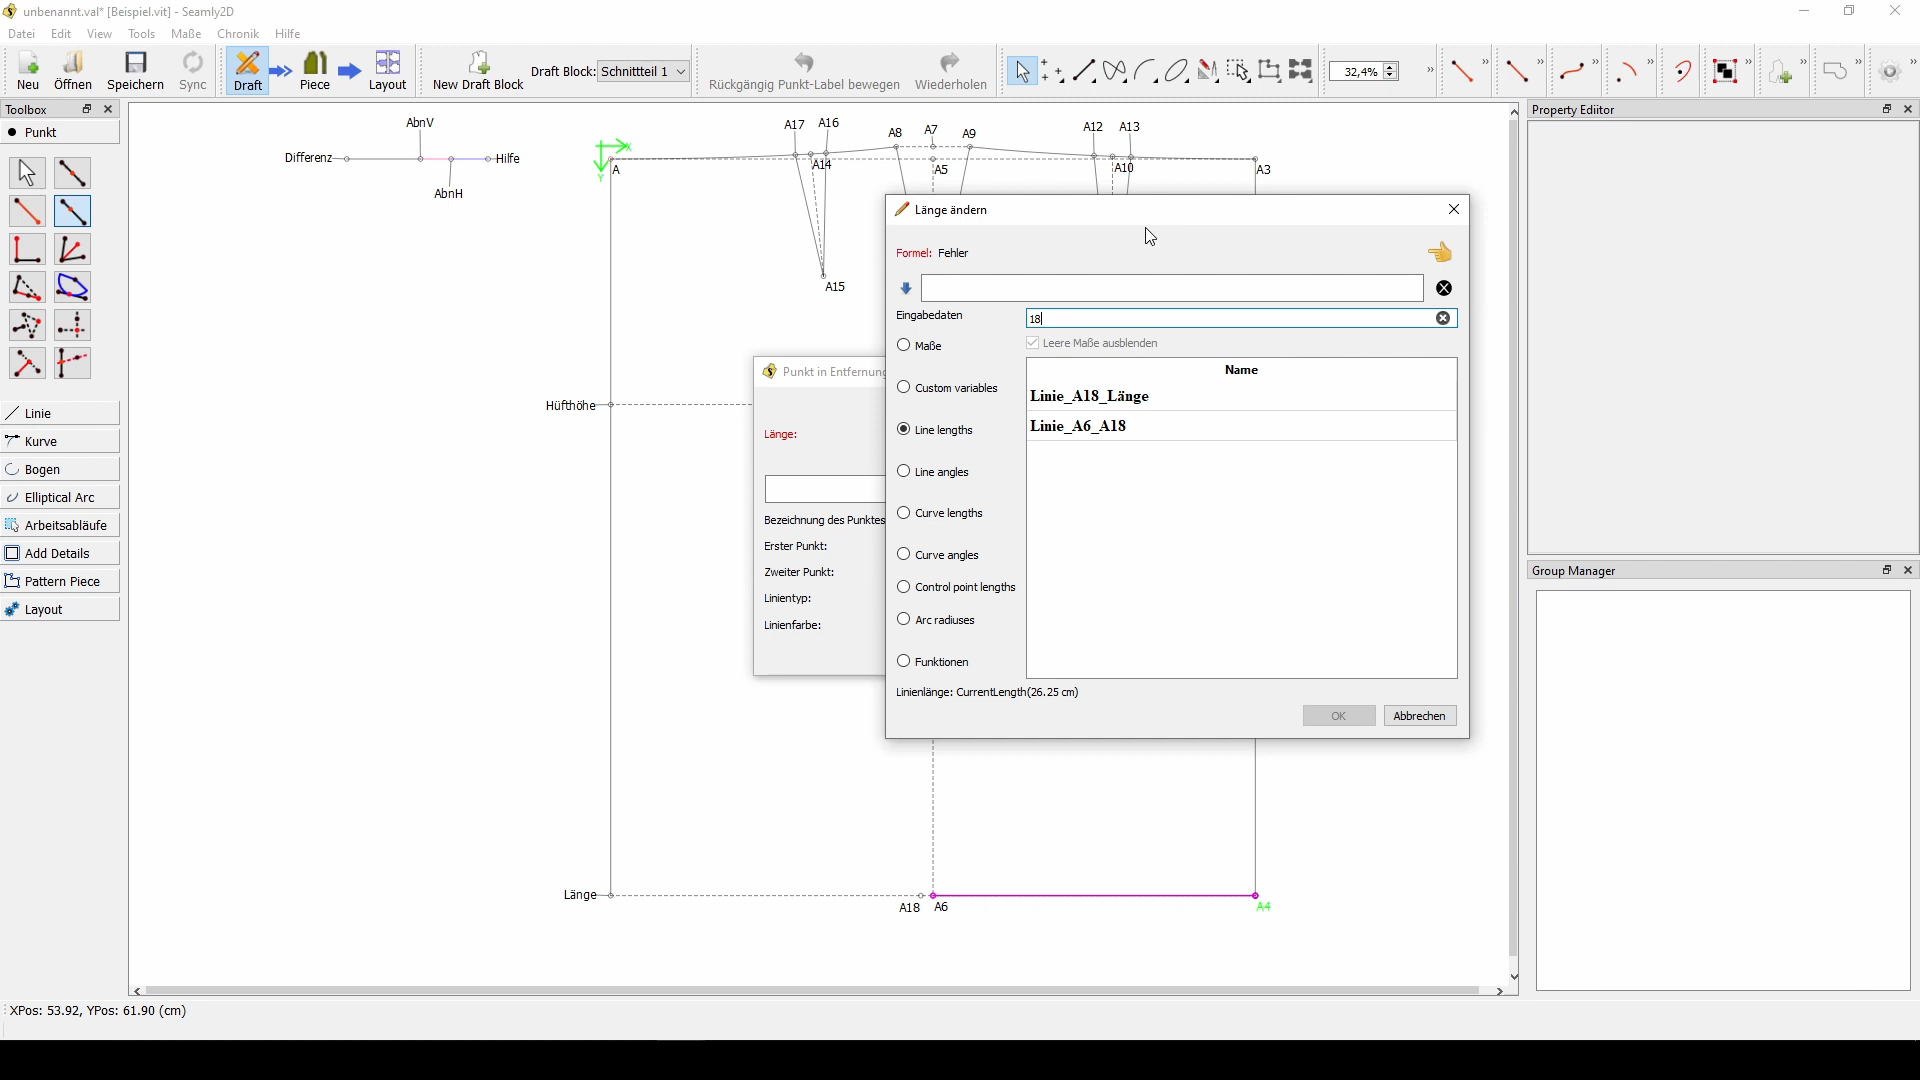 unbenannt.val* [Beispiel.vit] - Seamly2D
Datei Edit View Tools Maße Chronik Hilfe
Neu Öffnen Speichern Sync Draft Piece Layout New Draft Block Draft Block: Schnittteil 1 Rückgängig Punkt-Label bewegen Wiederholen 32,4%
Toolbox
Punkt
Linie
Kurve
Bogen
Elliptical Arc
Arbeitsabläufe
Add Details
Pattern Piece
Layout
AbnV
Differenz
Hilfe
AbnH
X
Y
A
A17
A16
A14
A15
A8
A7
A9
A5
A12
A13
A10
A3
Hüfthöhe
Länge
A18
A6
A4
Punkt in Entfernung
Länge:
Bezeichnung des Punktes
Erster Punkt:
Zweiter Punkt:
Linientyp:
Linienfarbe:
Länge ändern
Formel: Fehler
Eingabedaten
18
Leere Maße ausblenden
Maße
Custom variables
Line lengths
Line angles
Curve lengths
Curve angles
Control point lengths
Arc radiuses
Funktionen
Name
Linie_A18_Länge
Linie_A6_A18
Linienlänge: CurrentLength(26.25 cm)
OK
Abbrechen
Property Ediitor
Group Manager
XPos: 53.92, YPos: 61.90 (cm)